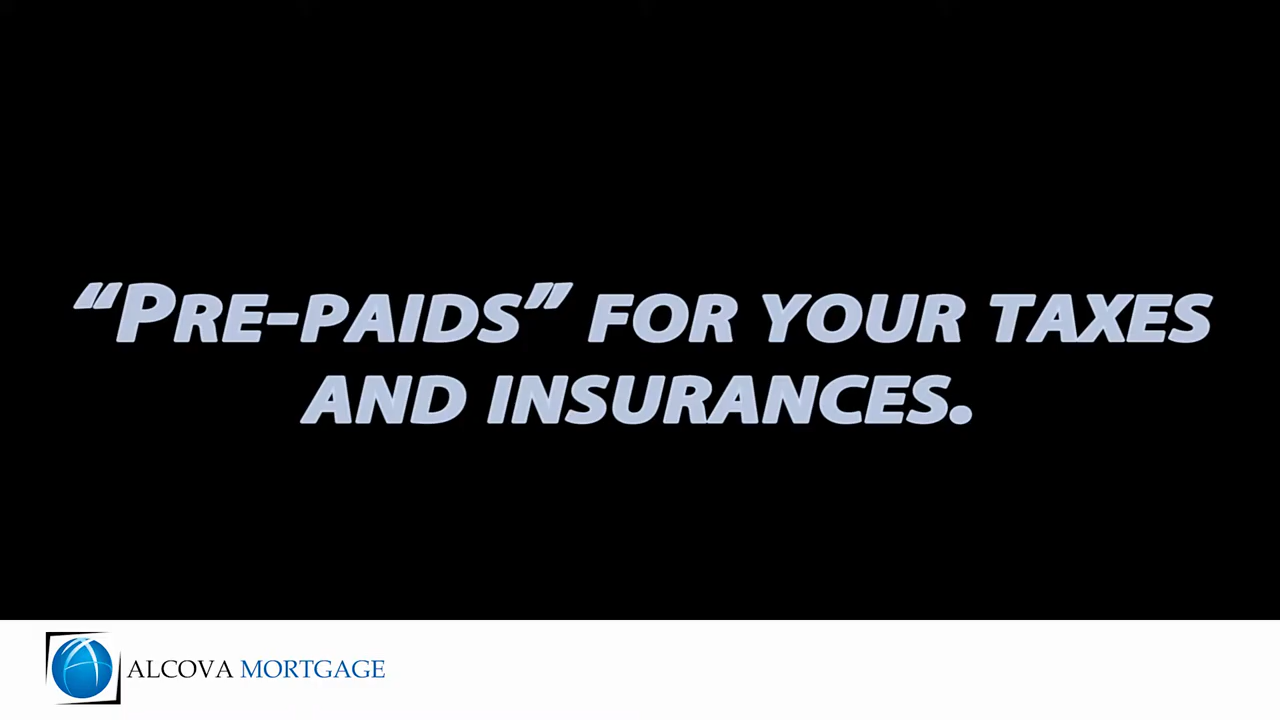 “Pre-paids” for your taxes
and insurances.
ALCOVA MORTGAGE